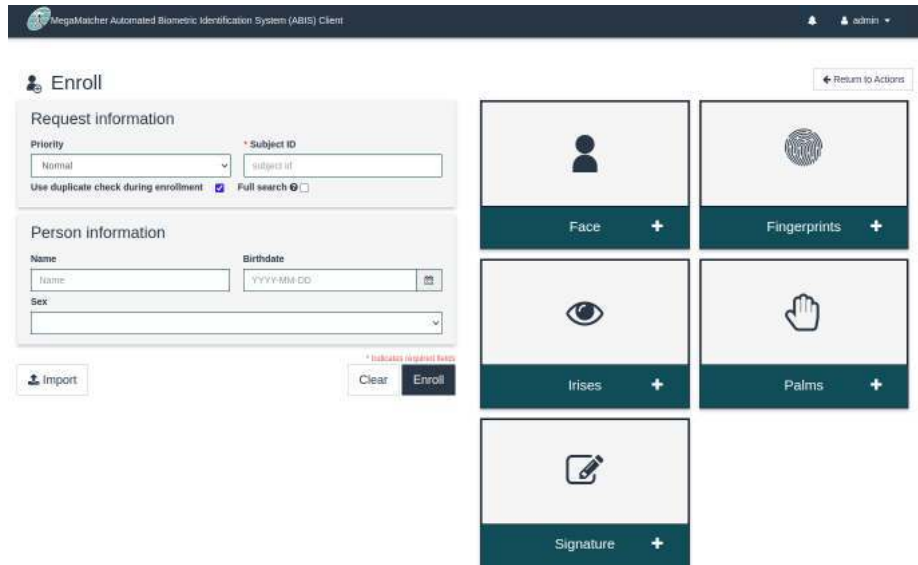 MegaMatcher Automated Biometric Identification System (ABIS) Client
admin
Enroll
Return to Actions
Request information
Priority
* Subject ID
Normal
subject id
Use duplicate check during enrollment
Full search
Person information
Name
Birthdate
Name
YYYY-MM-DD
Sex
* Indicates required fields
Import
Clear
Enroll
Face
Fingerprints
Irises
Palms
Signature